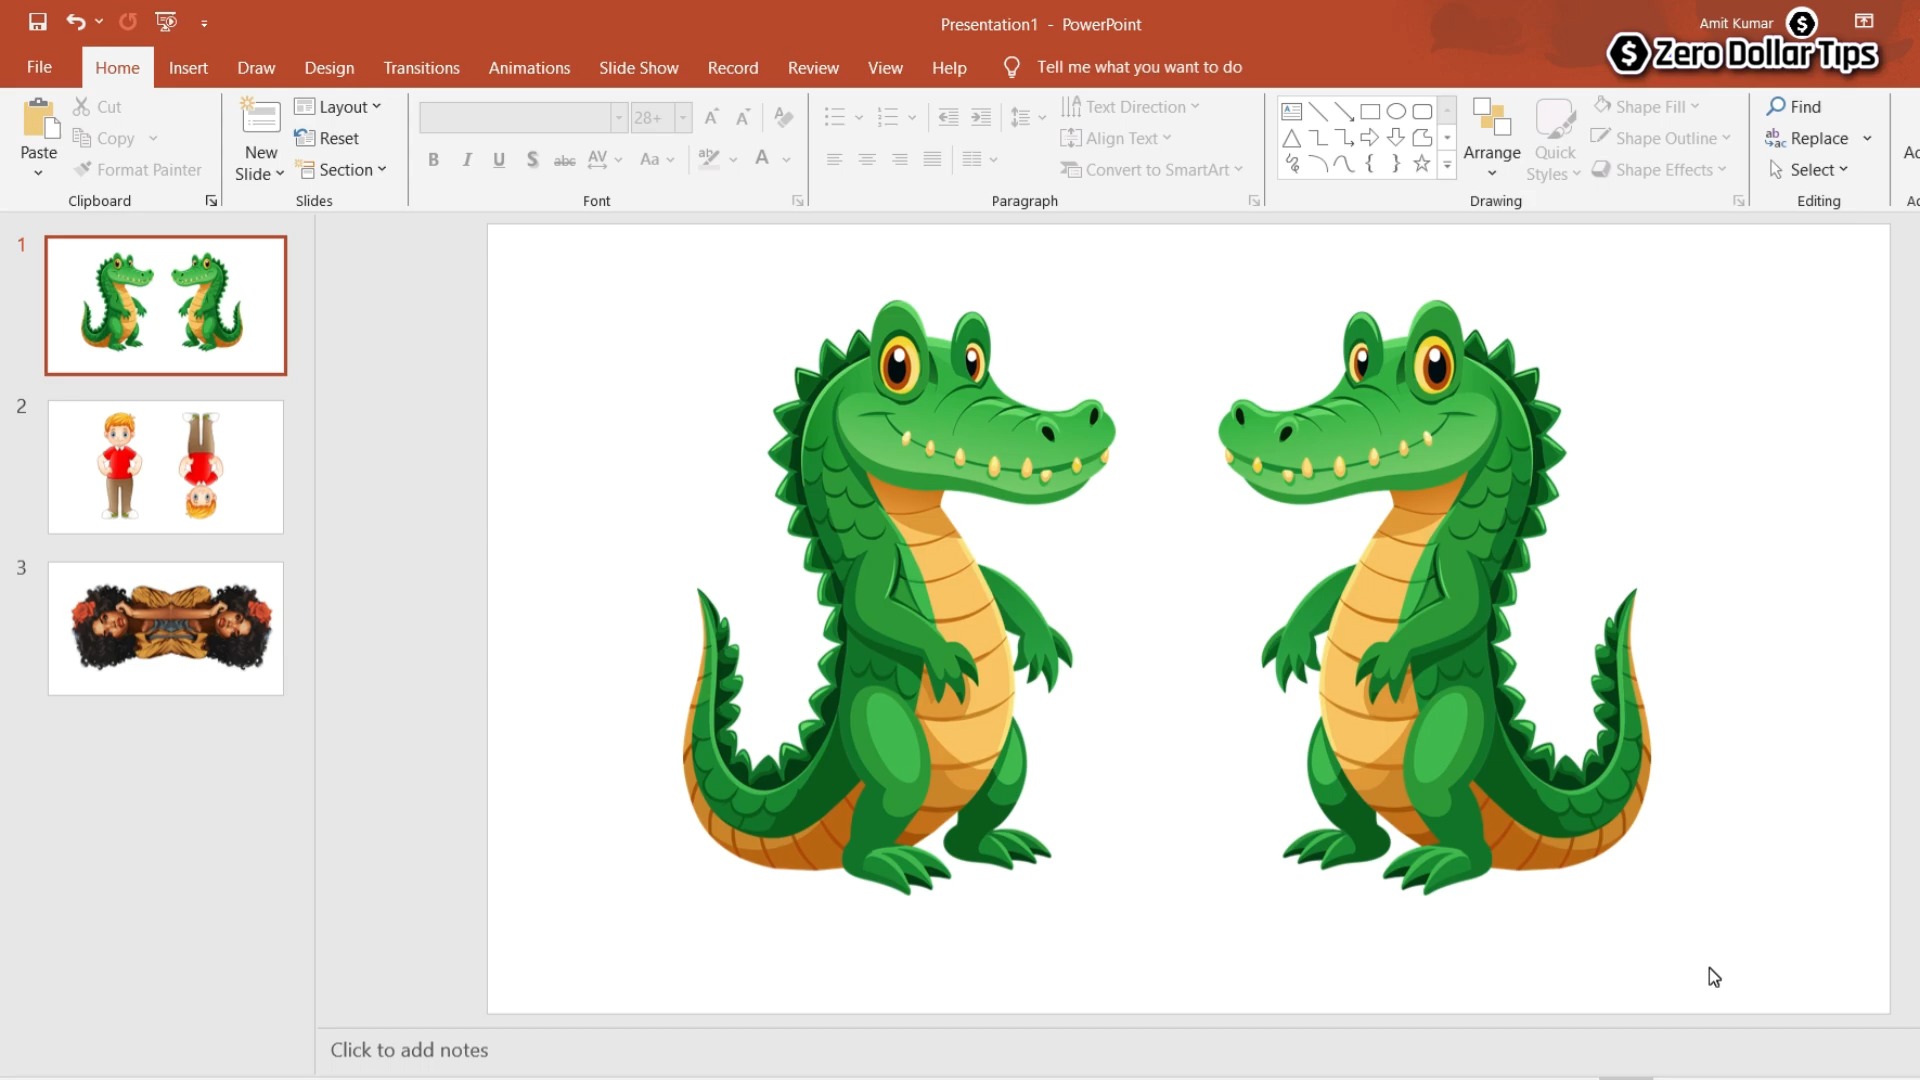 Presentation1 - PowerPoint
Amit Kumar
Zero Dollar Tips
File Home Insert Draw Design Transitions Animations Slide Show Record Review View Help Tell me what you want to do
Paste
Cut
Copy
Format Painter
Clipboard
New Slide
Layout
Reset
Section
Slides
28+
B I U S abc AV Aa A
Font
Text Direction
Align Text
Convert to SmartArt
Paragraph
Arrange
Quick Styles
Shape Fill
Shape Outline
Shape Effects
Drawing
Find
Replace
Select
Editing
1
2
3
Click to add notes